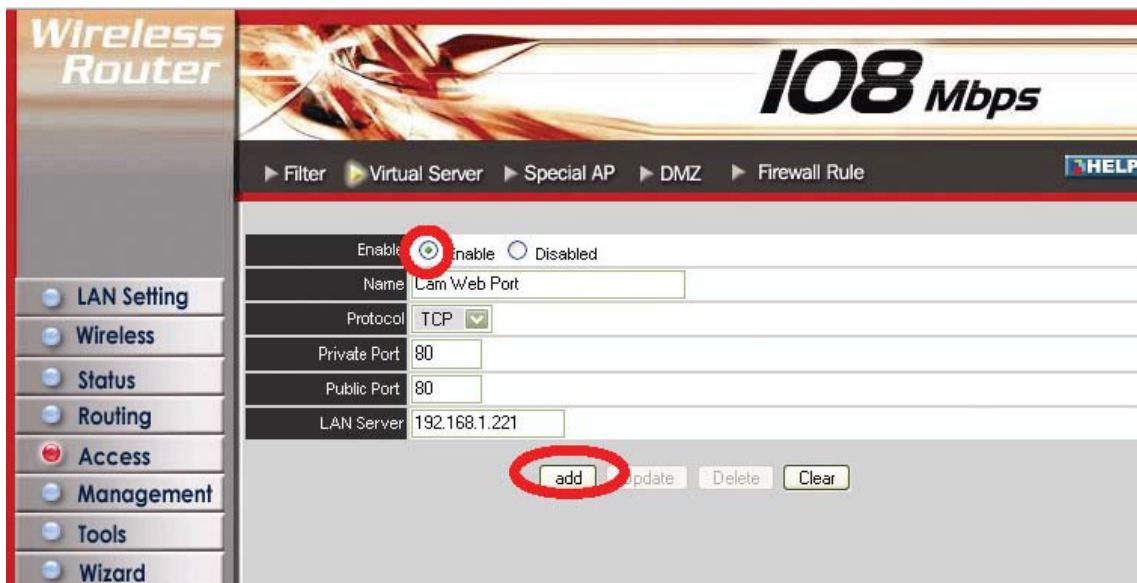 Wireless
Router
108 Mbps
Filter
Virtual Server
Special AP
DMZ
Firewall Rule
HELP
LAN Setting
Wireless
Status
Routing
Access
Management
Tools
Wizard
Enable Enable Disabled
Name Cam Web Port
Protocol TCP
Private Port 80
Public Port 80
LAN Server 192.168.1.221
add Update Delete Clear